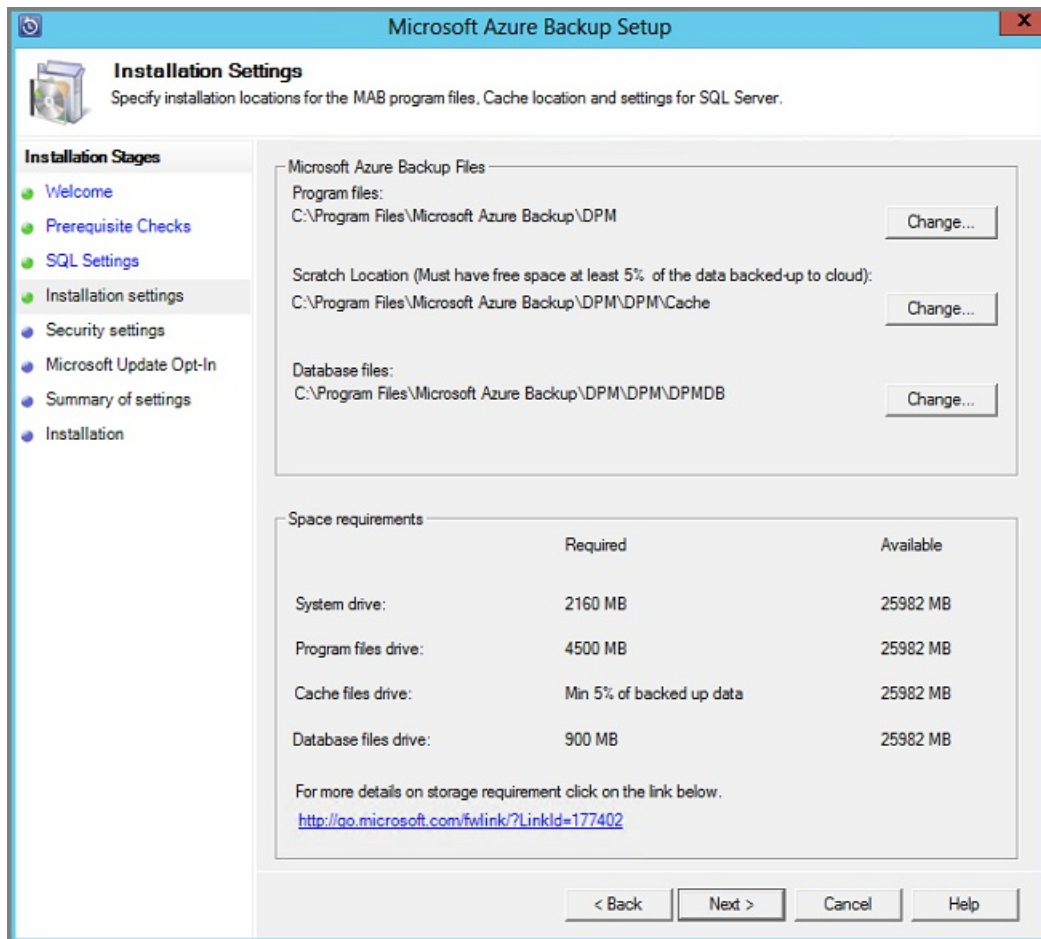 Microsoft Azure Backup Setup
x
Installation Settings
Specify installation locations for the MAB program files, Cache location and settings for SQL Server.
Installation Stages
Welcome
Prerequisite Checks
SQL Settings
Installation settings
Security settings
Microsoft Update Opt-In
Summary of settings
Installation
Microsoft Azure Backup Files
Program files:
C:\Program Files\Microsoft Azure Backup\DPM
Change...
Scratch Location (Must have free space at least 5% of the data backed-up to cloud):
C:\Program Files\Microsoft Azure Backup\DPM\DPM\Cache
Change...
Database files:
C:\Program Files\Microsoft Azure Backup\DPM\DPM\DPMDB
Change...
Space requirements
Required Available
System drive: 2160 MB 25982 MB
Program files drive: 4500 MB 25982 MB
Cache files drive: Min 5% of backed up data 25982 MB
Database files drive: 900 MB 25982 MB
For more details on storage requirement click on the link below.
http://go.microsoft.com/fwlink/?LinkId=177402
< Back Next > Cancel Help